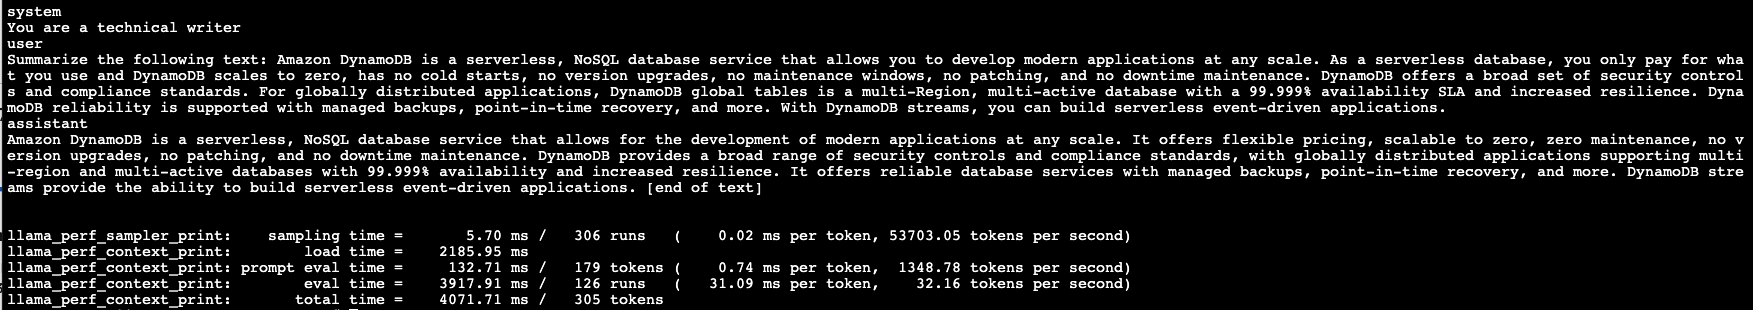 system
You are a technical writer
user
Summarize the following text: Amazon DynamoDB is a serverless, NoSQL database service that allows you to develop modern applications at any scale. As a serverless database, you only pay for wha
t you use and DynamoDB scales to zero, has no cold starts, no version upgrades, no maintenance windows, no patching, and no downtime maintenance. DynamoDB offers a broad set of security control
s and compliance standards. For globally distributed applications, DynamoDB global tables is a multi-Region, multi-active database with a 99.999% availability SLA and increased resilience. Dyna
moDB reliability is supported with managed backups, point-in-time recovery, and more. With DynamoDB streams, you can build serverless event-driven applications.
assistant
Amazon DynamoDB is a serverless, NoSQL database service that allows for the development of modern applications at any scale. It offers flexible pricing, scalable to zero, zero maintenance, no v
ersion upgrades, no patching, and no downtime maintenance. DynamoDB provides a broad range of security controls and compliance standards, with globally distributed applications supporting multi
-region and multi-active databases with 99.999% availability and increased resilience. It offers reliable database services with managed backups, point-in-time recovery, and more. DynamoDB stre
ams provide the ability to build serverless event-driven applications. [end of text]
llama_perf_sampler_print:    sampling time =       5.70 ms /   306 runs   (    0.02 ms per token, 53703.05 tokens per second)
llama_perf_context_print:        load time =    2185.95 ms
llama_perf_context_print: prompt eval time =     132.71 ms /   179 tokens (    0.74 ms per token,  1348.78 tokens per second)
llama_perf_context_print:        eval time =    3917.91 ms /   126 runs   (   31.09 ms per token,    32.16 tokens per second)
llama_perf_context_print:       total time =    4071.71 ms /   305 tokens